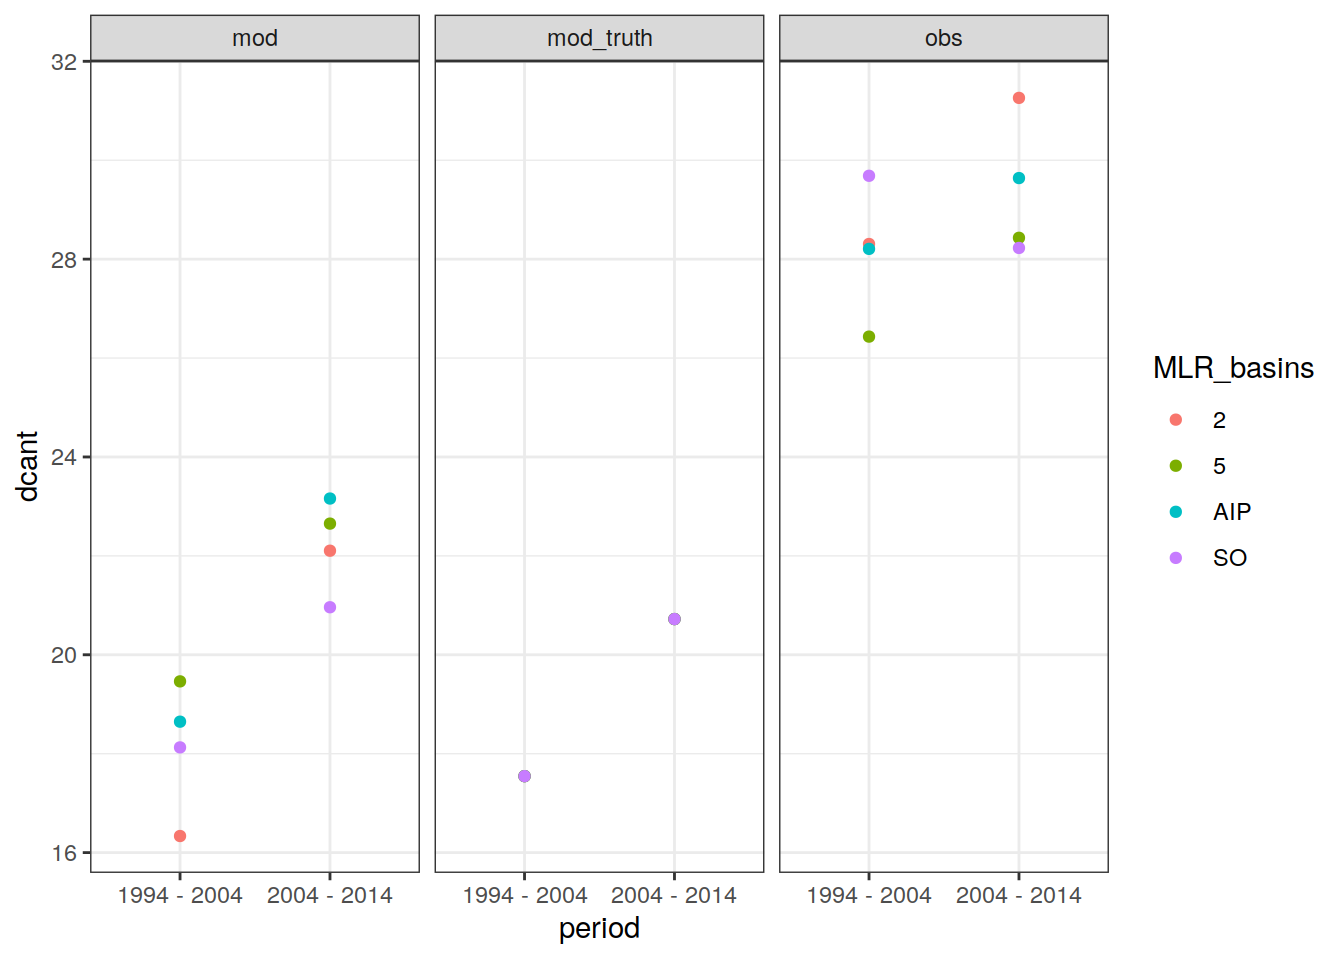 mod mod_truth obs
32
28
24
20
16
dcant
1994 - 2004 2004 - 2014 1994 - 2004 2004 - 2014 1994 - 2004 2004 - 2014
period
MLR_basins
2
5
AIP
SO